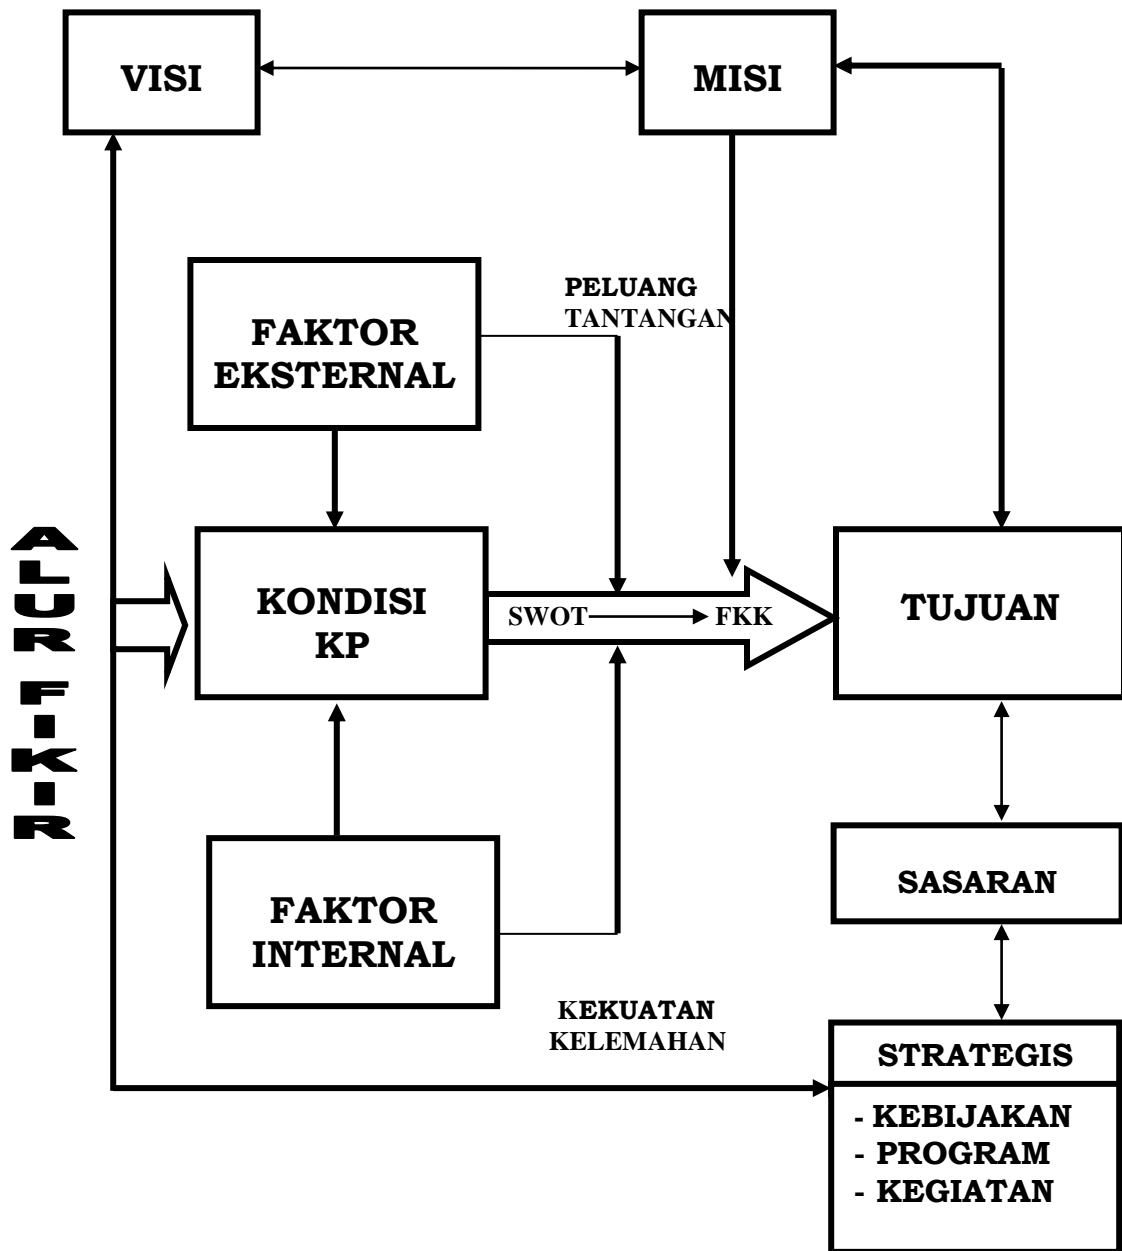 VISI
MISI
PELUANG
TANTANGAN
FAKTOR
EKSTERNAL
ALUR FIKIR
KONDISI
KP
SWOT
FKK
TUJUAN
FAKTOR
INTERNAL
SASARAN
KEKUATAN
KELEMAHAN
STRATEGIS
- KEBIJAKAN
- PROGRAM
- KEGIATAN